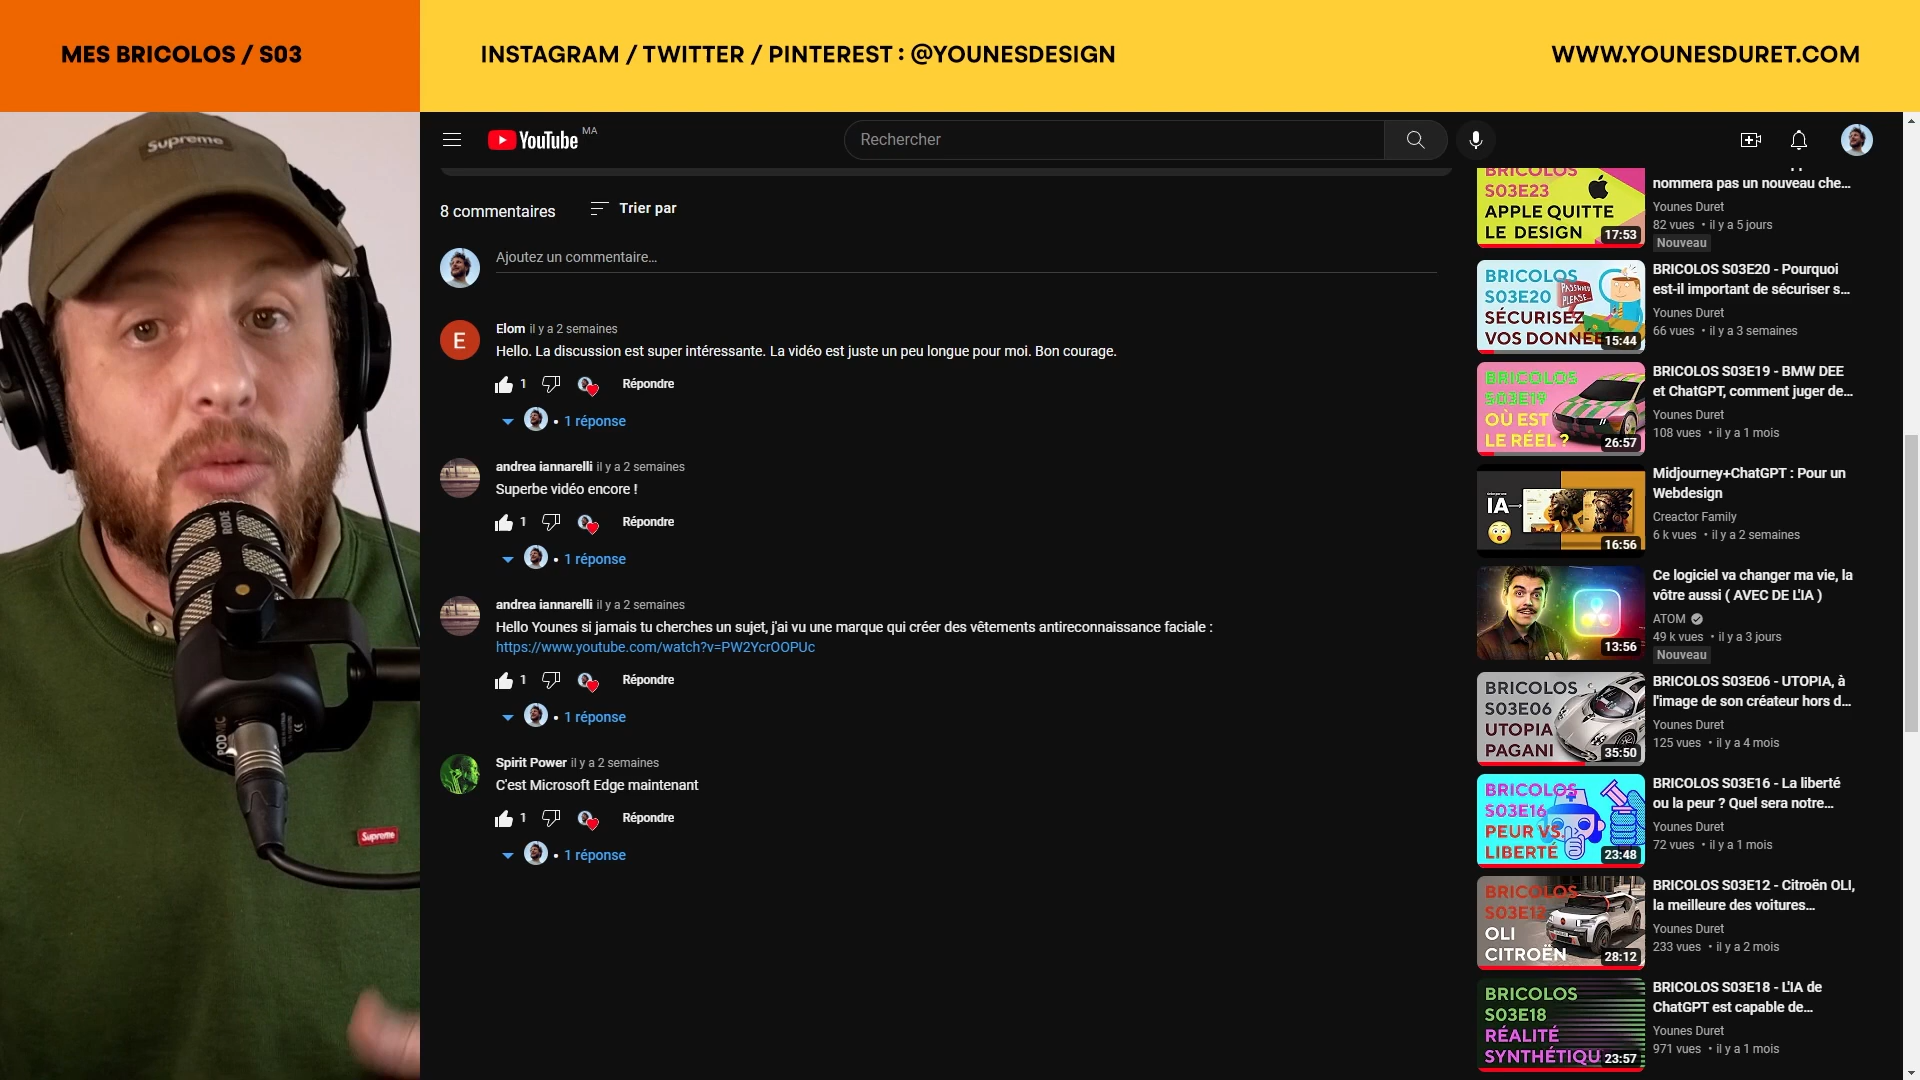 MES BRICOLOS / S03
INSTAGRAM / TWITTER / PINTEREST : @YOUNESDESIGN
WWW.YOUNESDURET.COM
Supreme
RØDE
PODMIC
Supreme
YouTube MA
Rechercher
8 commentaires
Trier par
Ajoutez un commentaire...
E
Elom il y a 2 semaines
Hello. La discussion est super intéressante. La vidéo est juste un peu longue pour moi. Bon courage.
1 Répondre
• 1 réponse
andrea iannarelli il y a 2 semaines
Superbe vidéo encore !
1 Répondre
• 1 réponse
andrea iannarelli il y a 2 semaines
Hello Younes si jamais tu cherches un sujet, j'ai vu une marque qui créer des vêtements antireconnaissance faciale :
https://www.youtube.com/watch?v=PW2YcrOOPUc
1 Répondre
• 1 réponse
Spirit Power il y a 2 semaines
C'est Microsoft Edge maintenant
1 Répondre
• 1 réponse
BRICOLOS
S03E23
APPLE QUITTE
LE DESIGN
17:53
nommera pas un nouveau che...
Younes Duret
82 vues • il y a 5 jours
Nouveau
BRICOLOS
S03E20
SÉCURISEZ
VOS DONNÉE
PASSWORD
PLEASE...
15:44
BRICOLOS S03E20 - Pourquoi
est-il important de sécuriser s...
Younes Duret
66 vues • il y a 3 semaines
BRICOLOS
S03E19
OÙ EST
LE RÉEL ?
26:57
BRICOLOS S03E19 - BMW DEE
et ChatGPT, comment juger de...
Younes Duret
108 vues • il y a 1 mois
IA
16:56
Midjourney+ChatGPT : Pour un
Webdesign
Creactor Family
6 k vues • il y a 2 semaines
13:56
Ce logiciel va changer ma vie, la
vôtre aussi ( AVEC DE L'IA )
ATOM
49 k vues • il y a 3 jours
Nouveau
BRICOLOS
S03E06
UTOPIA
PAGANI
35:50
BRICOLOS S03E06 - UTOPIA, à
l'image de son créateur hors d...
Younes Duret
125 vues • il y a 4 mois
BRICOLOS
S03E16
PEUR VS.
LIBERTÉ
23:48
BRICOLOS S03E16 - La liberté
ou la peur ? Quel sera notre...
Younes Duret
72 vues • il y a 1 mois
BRICOLOS
S03E12
OLI
CITROËN
28:12
BRICOLOS S03E12 - Citroën OLI,
la meilleure des voitures...
Younes Duret
233 vues • il y a 2 mois
BRICOLOS
S03E18
RÉALITÉ
SYNTHÉTIQU
23:57
BRICOLOS S03E18 - L'IA de
ChatGPT est capable de...
Younes Duret
971 vues • il y a 1 mois